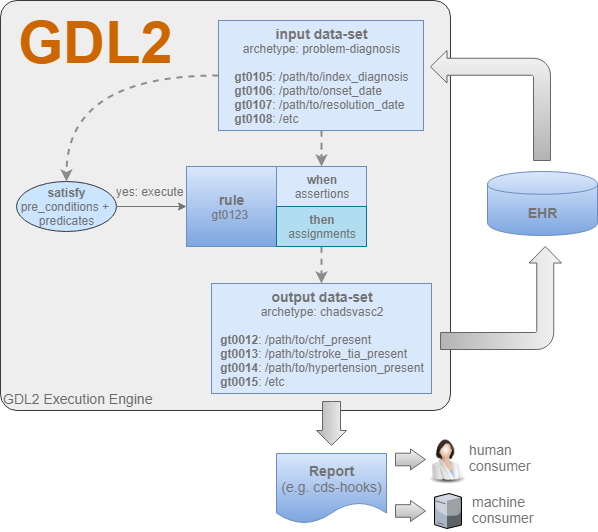 GDL2
input data-set
archetype: problem-diagnosis
gt0105: /path/to/index_diagnosis
gt0106: /path/to/onset_date
gt0107: /path/to/resolution_date
gt0108: /etc
satisfy
pre_conditions +
predicates
yes: execute
rule
gt0123
when
assertions
then
assignments
EHR
output data-set
archetype: chadsvasc2
gt0012: /path/to/chf_present
gt0013: /path/to/stroke_tia_present
gt0014: /path/to/hypertension_present
gt0015: /etc
GDL2 Execution Engine
Report
(e.g. cds-hooks)
human
consumer
machine
consumer